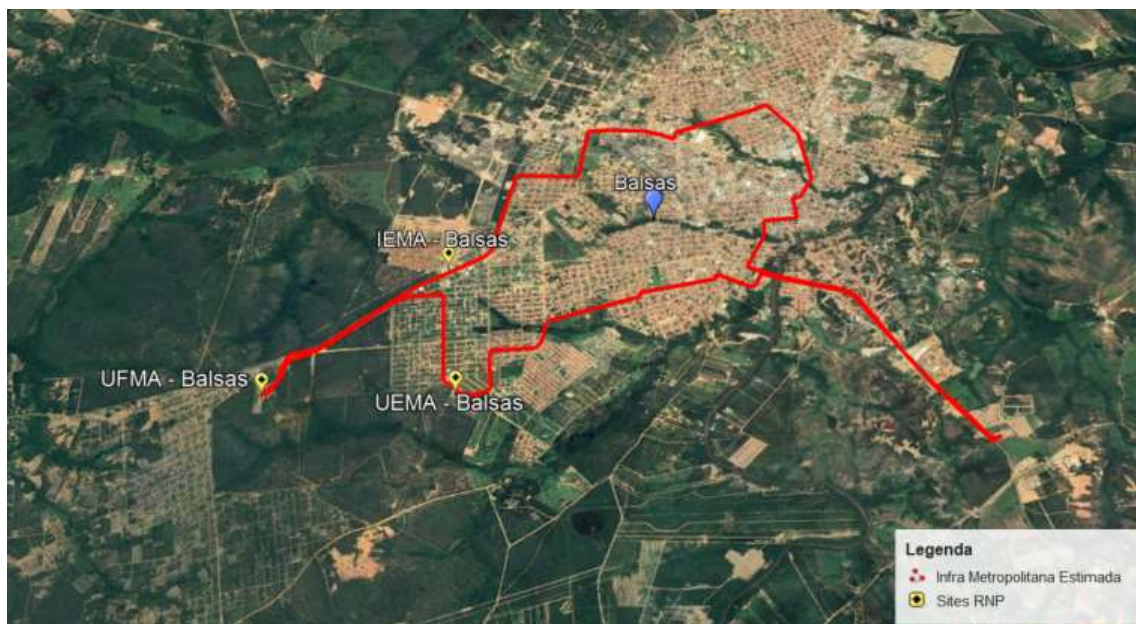 Balsas
IEMA - Balsas
UFMA - Balsas
UEMA - Balsas
Legenda
Infra Metropolitana Estimada
Sites RNP